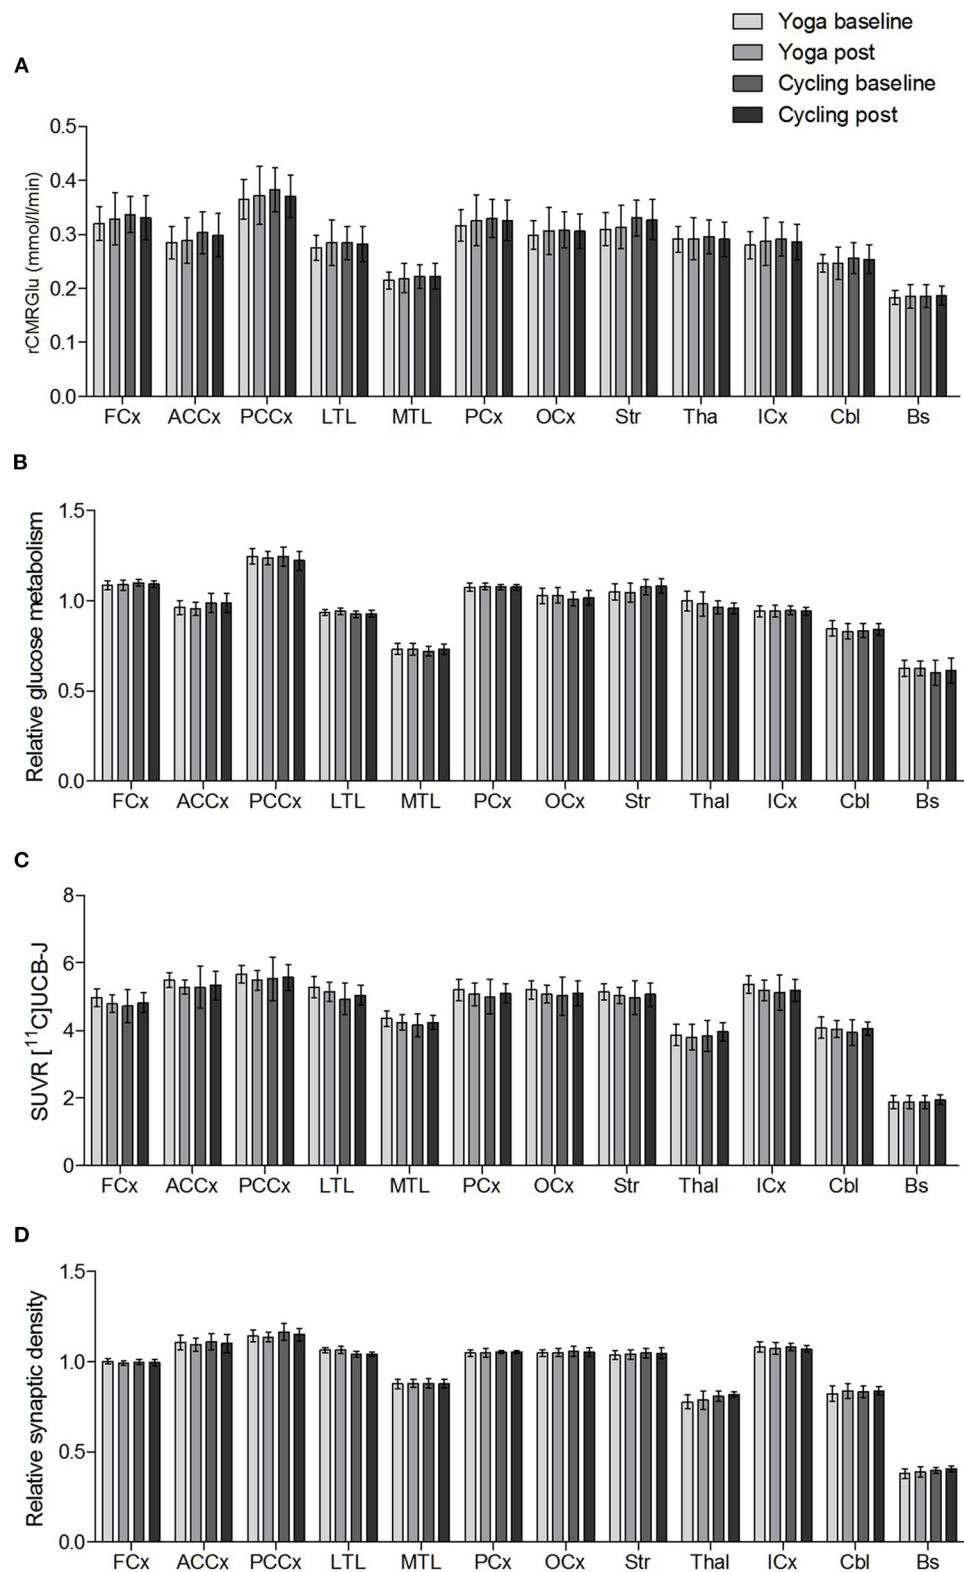 Yoga baseline
Yoga post
Cycling baseline
Cycling post
A
rCMRGlu (mmol/l/min)
0.5
0.4
0.3
0.2
0.1
0.0
FCx ACCx PCCx LTL MTL PCx OCx Str Tha ICx Cbl Bs
B
Relative glucose metabolism
1.5
1.0
0.5
0.0
FCx ACCx PCCx LTL MTL PCx OCx Str Thal ICx Cbl Bs
C
SUVR [¹¹C]UCB-J
8
6
4
2
0
FCx ACCx PCCx LTL MTL PCx OCx Str Thal ICx Cbl Bs
D
Relative synaptic density
1.5
1.0
0.5
0.0
FCx ACCx PCCx LTL MTL PCx OCx Str Thal ICx Cbl Bs